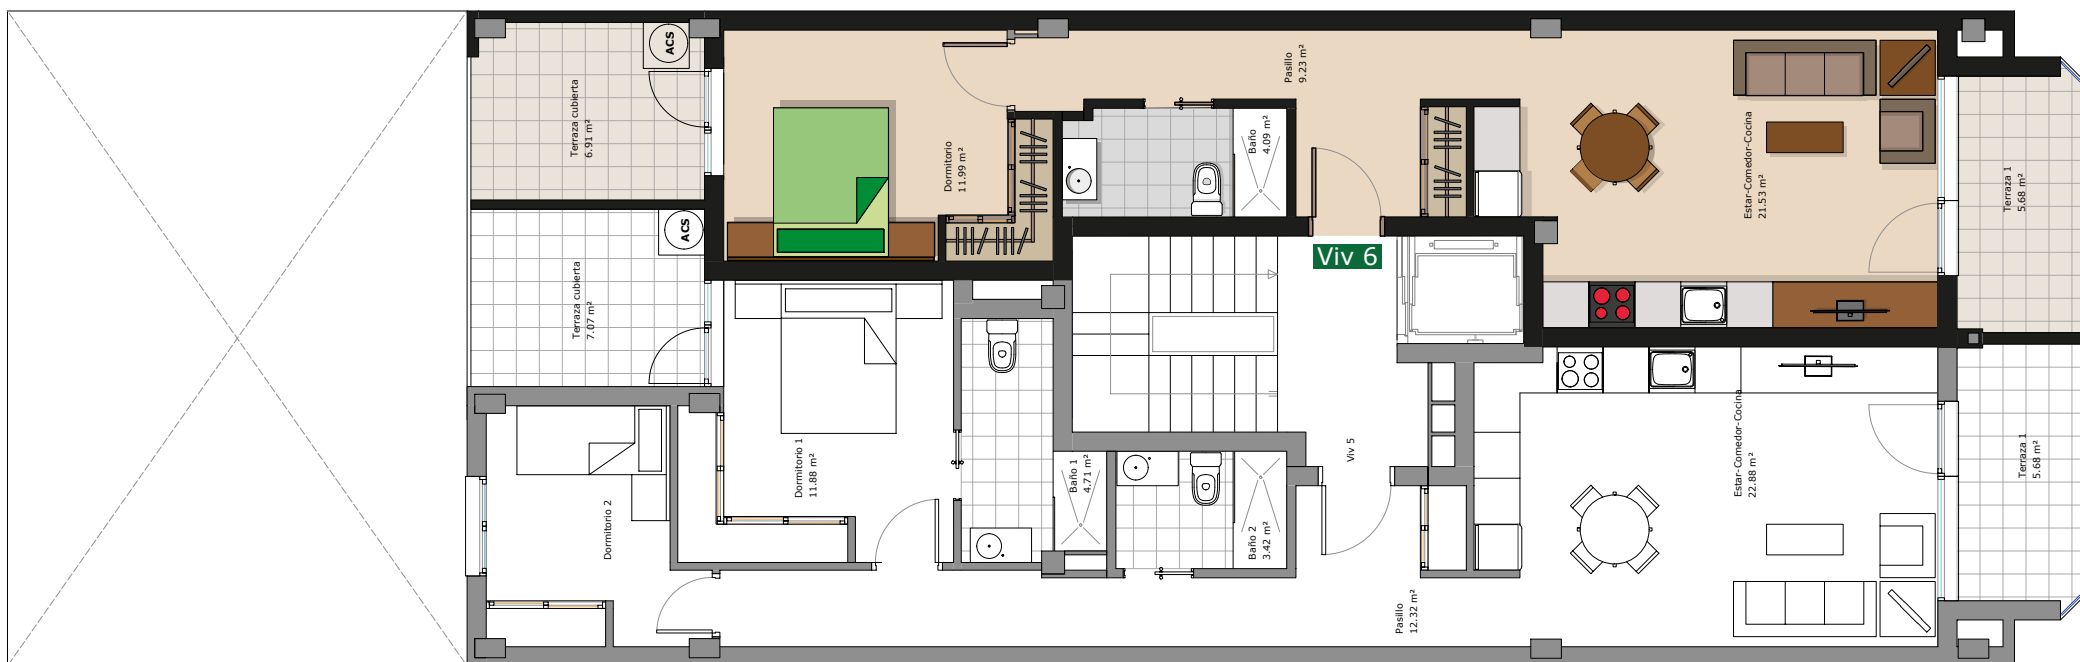 ACS
Terraza cubierta
6.91 m²
Dormitorio
11.99 m²
Baño
4.09 m²
Pasillo
9.23 m²
Estar-Comedor-Cocina
21.53 m²
Terraza 1
5.68 m²
Viv 6
ACS
Terraza cubierta
7.07 m²
Dormitorio 2
Dormitorio 1
11.88 m²
Baño 1
4.71 m²
Baño 2
3.42 m²
Viv 5
Pasillo
12.32 m²
Estar-Comedor-Cocina
22.88 m²
Terraza 1
5.68 m²